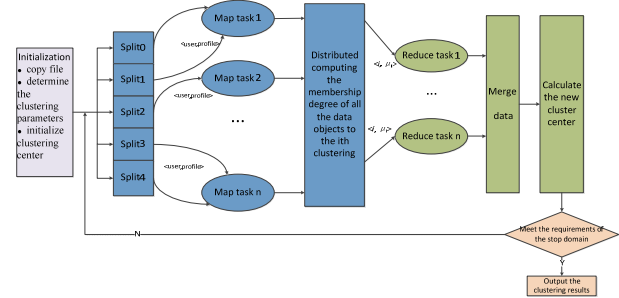 Initialization
• copy file
• determine
the
clustering
parameters
• initialize
clustering
center
Split0
Split1
Split2
Split3
Split4
<user,profile>
<user,profile>
<user,profile>
Map task 1
Map task 2
...
Map task n
Distributed
computing
the
membership
degree of all
the data
objects to
the ith
clustering
<i, μi>
<i, μi>
Reduce task 1
...
Reduce task n
Merge
data
Calculate
the new
cluster
center
Meet the requirements of
the stop domain
N
Y
Output the
clustering results